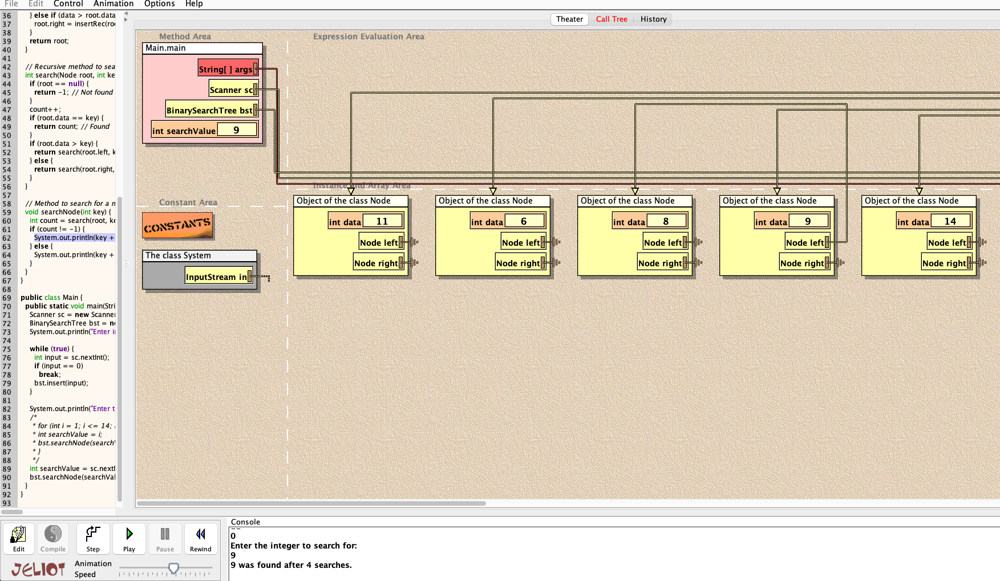 File Edit Control Animation Options Help
Theater Call Tree History
36 } else if (data > root.data
37 root.right = insertRec(roo
38 }
39 return root;
40 }
41
42 // Recursive method to sea
43 int search(Node root, int ke
44 if (root == null) {
45 return -1; // Not found
46 }
47 count++;
48 if (root.data == key) {
49 return count; // Found
50 }
51 if (root.data > key) {
52 return search(root.left, k
53 } else {
54 return search(root.right,
55 }
56 }
57
58 // Method to search for a n
59 void searchNode(int key) {
60 int count = search(root, ke
61 if (count != -1) {
62 System.out.println(key +
63 } else {
64 System.out.println(key +
65 }
66 }
67 }
68
69 public class Main {
70 public static void main(Stri
71 Scanner sc = new Scanner
72 BinarySearchTree bst = ne
73 System.out.println("Enter i
74
75 while (true) {
76 int input = sc.nextInt();
77 if (input == 0)
78 break;
79 bst.insert(input);
80 }
81
82 System.out.println("Enter t
83 /*
84 * for (int i = 1; i <= 14; i
85 * int searchValue = i;
86 * bst.searchNode(searchV
87 * }
88 */
89 int searchValue = sc.nextI
90 bst.searchNode(searchVal
91 }
92 }
93
Method Area
Main.main
String[ ] args
Scanner sc
BinarySearchTree bst
int searchValue 9
Expression Evaluation Area
Constant Area
CONSTANTS
The class System
InputStream in
Instance and Array Area
Object of the class Node
int data 11
Node left
Node right
Object of the class Node
int data 6
Node left
Node right
Object of the class Node
int data 8
Node left
Node right
Object of the class Node
int data 9
Node left
Node right
Object of the class Node
int data 14
Node left
Node right
Edit Compile Step Play Pause Rewind
JELIOT
Animation
Speed
Console
0
Enter the integer to search for:
9
9 was found after 4 searches.